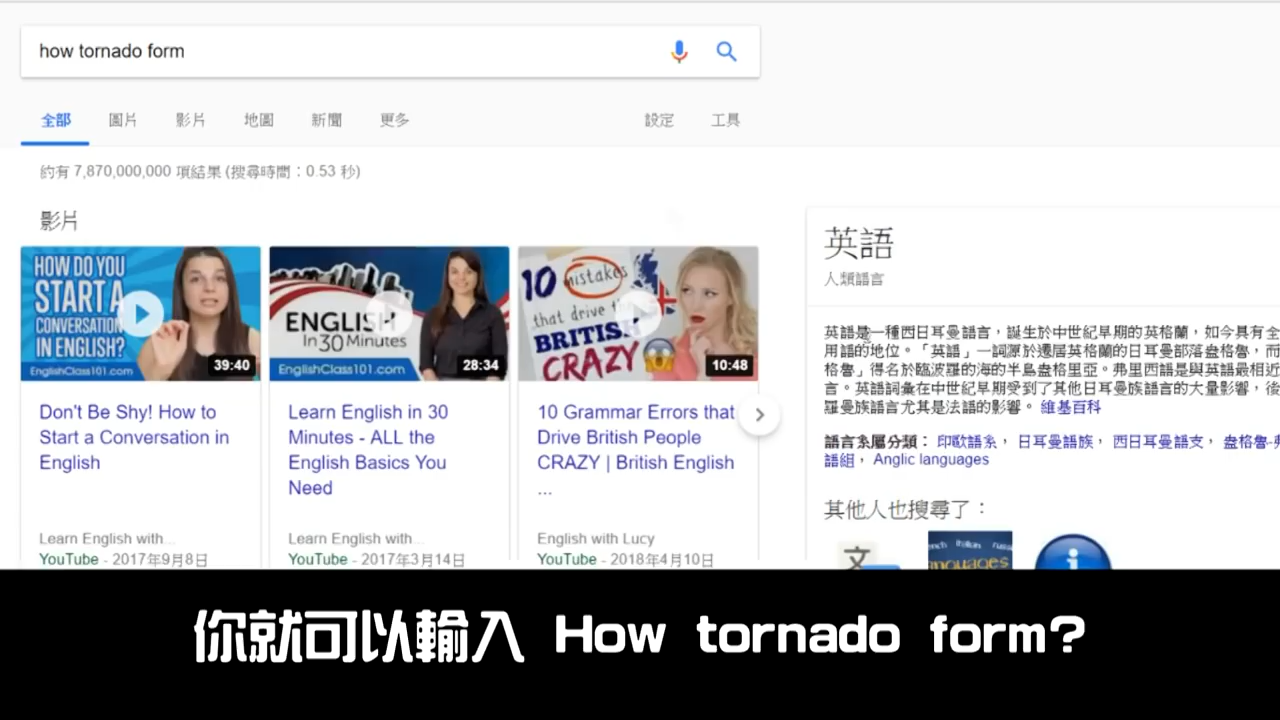 how tornado form
全部 圖片 影片 地圖 新聞 更多 設定 工具
約有 7,870,000,000 項結果 (搜尋時間：0.53 秒)
影片
HOW DO YOU
START A
CONVERSATION
IN ENGLISH?
EnglishClass101.com
39:40
ENGLISH
In 30 Minutes
EnglishClass101.com
28:34
10 mistakes
that drive
BRITISH
CRAZY
10:48
Don't Be Shy! How to
Start a Conversation in
English
Learn English with...
YouTube - 2017年9月8日
Learn English in 30
Minutes - ALL the
English Basics You
Need
Learn English with...
YouTube - 2017年3月14日
10 Grammar Errors that
Drive British People
CRAZY | British English
...
English with Lucy
YouTube - 2018年4月10日
英語
人類語言
英語是一種西日耳曼語言，誕生於中世紀早期的英格蘭，如今具有全
用語的地位。「英語」一詞源於遷居英格蘭的日耳曼部落盎格魯，而
格魯」得名於臨波羅的海的半島盎格里亞。弗里西語是與英語最相近
言。英語詞彙在中世紀早期受到了其他日耳曼族語言的大量影響，後
羅曼族語言尤其是法語的影響。 維基百科
語言系屬分類： 印歐語系， 日耳曼語族， 西日耳曼語支， 盎格魯-弗
語組， Anglic languages
其他人也搜尋了：
文
你就可以輸入 How tornado form?